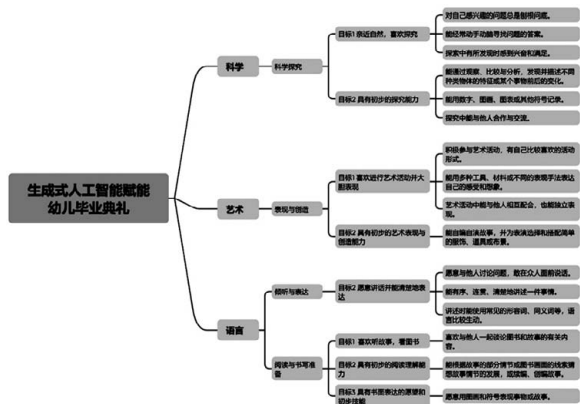 生成式人工智能赋能
幼儿毕业典礼
科学
科学探究
目标1 亲近自然，喜欢探究
对自己感兴趣的问题总是刨根问底。
能经常动手动脑寻找问题的答案。
探索中有所发现时感到兴奋和满足。
目标2 具有初步的探究能力
能通过观察、比较与分析，发现并描述不同
种类物体的特征或某个事物前后的变化。
能用数字、图画、图表或其他符号记录。
探究中能与他人合作与交流。
艺术
表现与创造
目标1 喜欢进行艺术活动并大
胆表现
积极参与艺术活动，有自己比较喜欢的活动
形式。
能用多种工具、材料或不同的表现手法表达
自己的感受和想象。
艺术活动中能与他人相互配合，也能独立表
现。
目标2 具有初步的艺术表现与
创造能力
能自编自演故事，并为表演选择和搭配简单
的服饰、道具或布景。
语言
倾听与表达
目标2 愿意讲话并能清楚地表
达
愿意与他人讨论问题，敢在众人面前说话。
能有序、连贯、清楚地讲述一件事情。
讲述时能使用常见的形容词、同义词等，语
言比较生动。
阅读与书写准
备
目标1 喜欢听故事，看图书
喜欢与他人一起谈论图书和故事的有关内
容。
目标2 具有初步的阅读理解能
力
能根据故事的部分情节或图书画面的线索猜
想故事情节的发展，或续编、创编故事。
目标3 具有书面表达的愿望和
初步技能
愿意用图画和符号表现事物或故事。